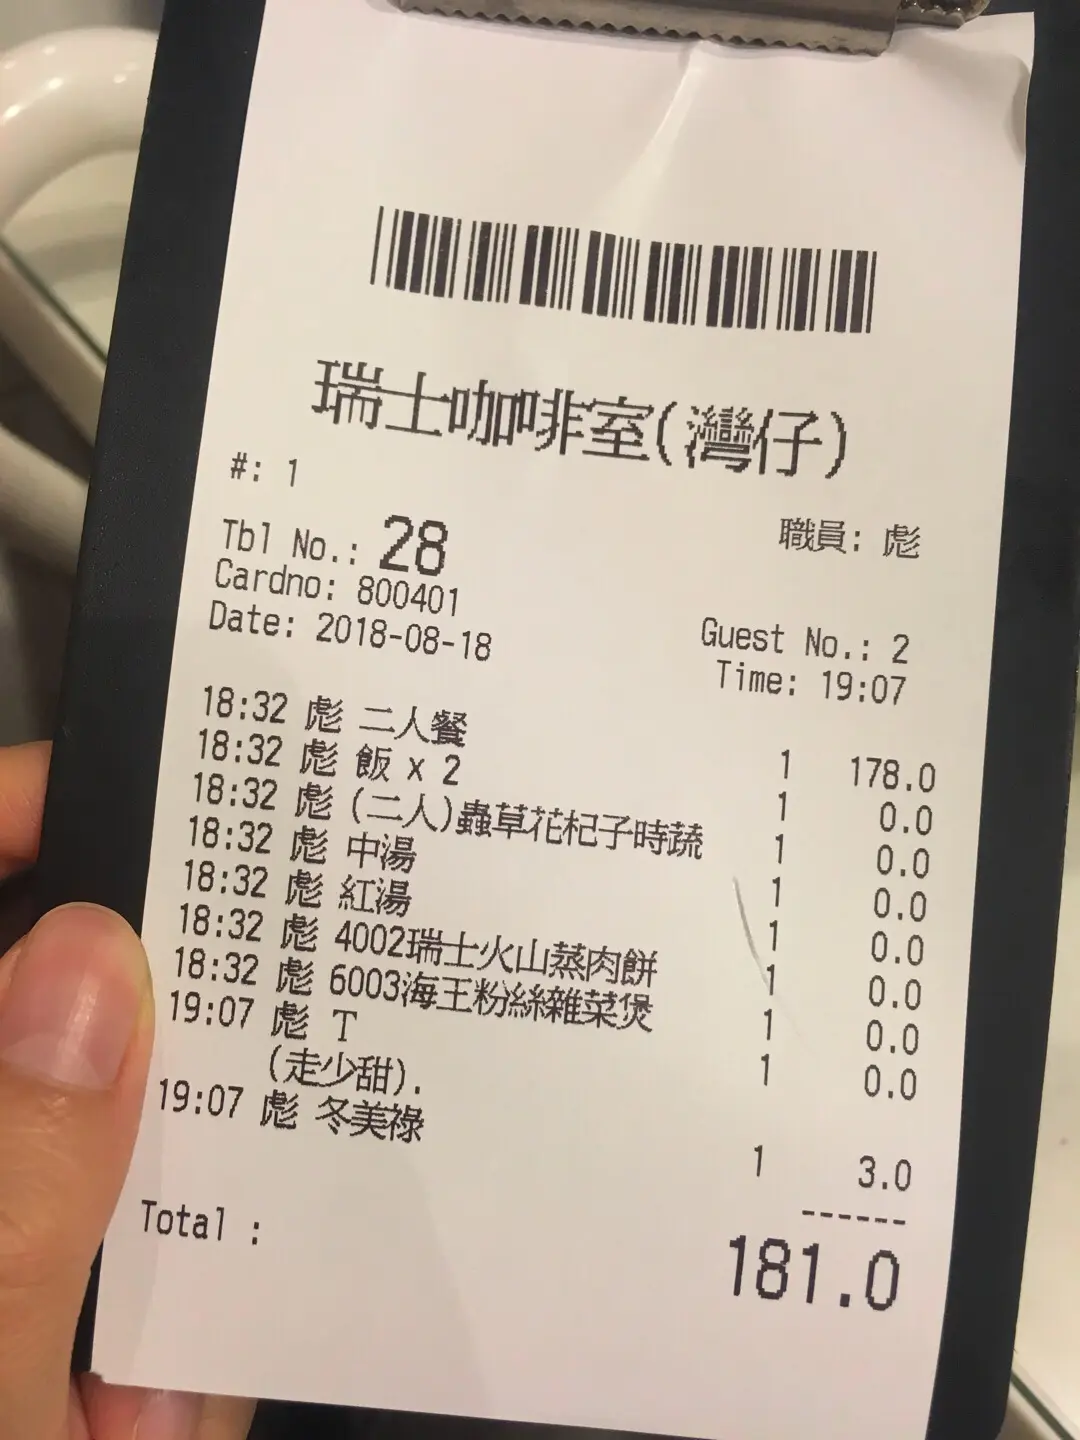 瑞士咖啡室(灣仔)
#: 1
職員: 彪
Tbl No.: 28
Cardno: 800401
Guest No.: 2
Date: 2018-08-18
Time: 19:07
18:32 彪 二人餐 1 178.0
18:32 彪 飯 x 2 1 0.0
18:32 彪 (二人)蟲草花杞子時蔬 1 0.0
18:32 彪 中湯 1 0.0
18:32 彪 紅湯 1 0.0
18:32 彪 4002瑞士火山蒸肉餅 1 0.0
18:32 彪 6003海王粉絲雜菜煲 1 0.0
19:07 彪 T 1 0.0
(走少甜).
19:07 彪 冬美祿 1 3.0
------
Total : 181.0